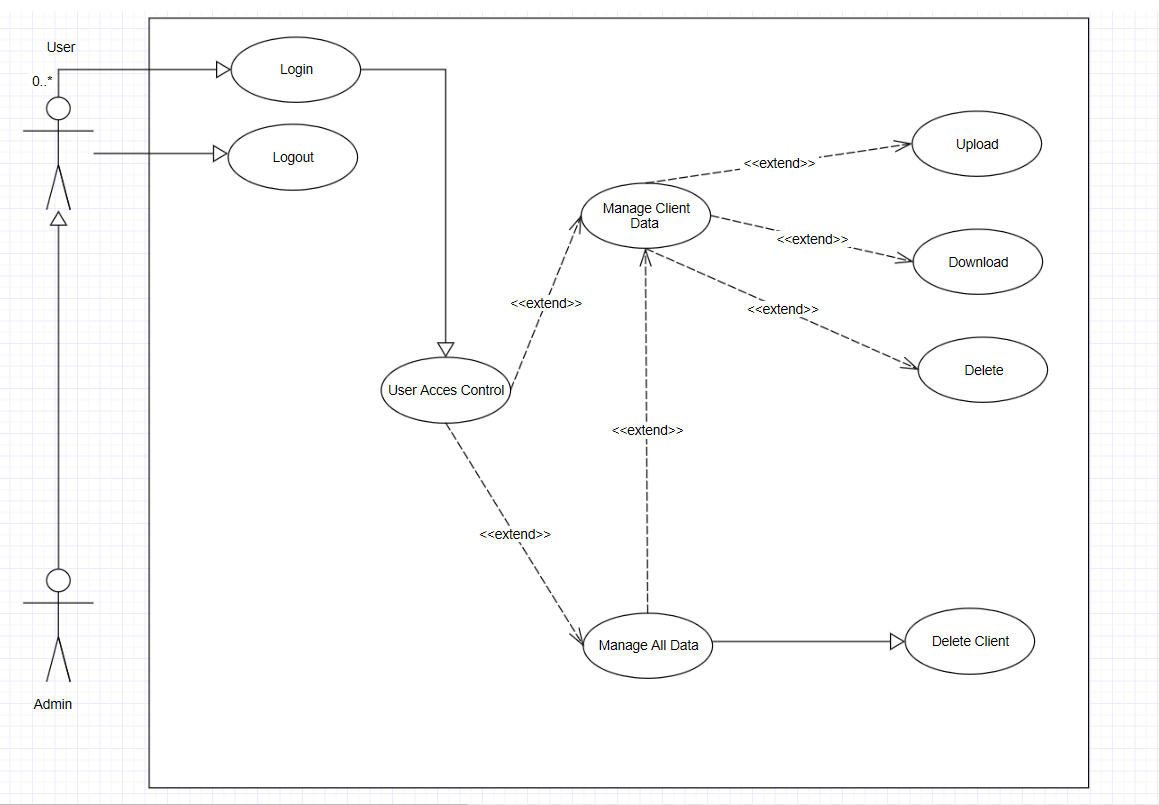 User
0..*
Login
Logout
<<extend>>
Upload
Manage Client
Data
<<extend>>
Download
<<extend>>
<<extend>>
Delete
User Acces Control
<<extend>>
<<extend>>
Manage All Data
Delete Client
Admin